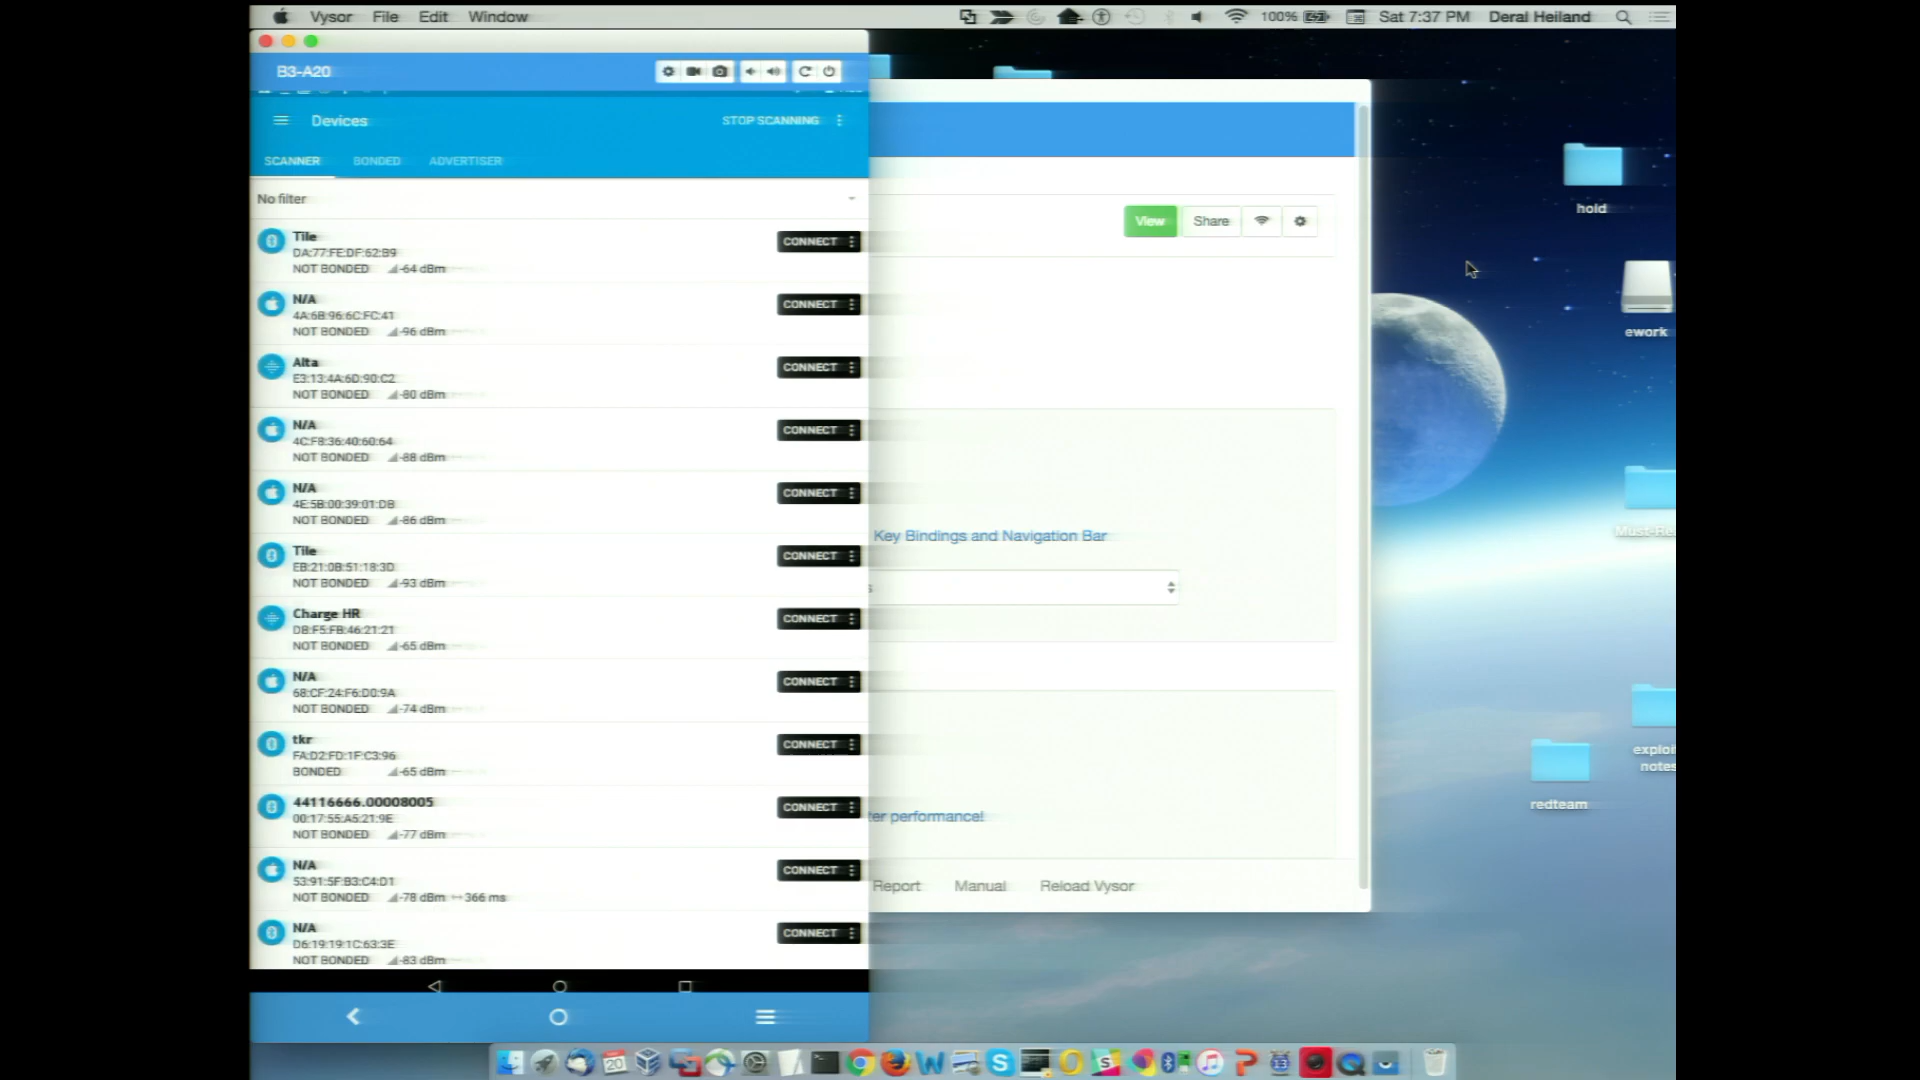 Vysor File Edit Window
100% Sat 7:37 PM Deral Heiland
B3-A20
Devices STOP SCANNING
SCANNER BONDED ADVERTISER
No filter
Tile
DA:77:FE:DF:62:B9
NOT BONDED -64 dBm
CONNECT
N/A
4A:6B:96:6C:FC:41
NOT BONDED -96 dBm
CONNECT
Alta
E3:13:4A:6D:90:C2
NOT BONDED -80 dBm
CONNECT
N/A
4C:F8:36:40:60:64
NOT BONDED -88 dBm
CONNECT
N/A
4E:5B:00:39:01:DB
NOT BONDED -86 dBm
CONNECT
Tile
EB:21:0B:51:18:3D
NOT BONDED -93 dBm
CONNECT
Charge HR
DB:F5:FB:46:21:21
NOT BONDED -65 dBm
CONNECT
N/A
68:CF:24:F6:D0:9A
NOT BONDED -74 dBm
CONNECT
tkr
FA:D2:FD:1F:C3:96
BONDED -65 dBm
CONNECT
44116666.00008005
00:17:55:A5:21:9E
NOT BONDED -77 dBm
CONNECT
N/A
53:91:5F:B3:C4:D1
NOT BONDED -78 dBm 366 ms
CONNECT
N/A
D6:19:19:1C:63:3E
NOT BONDED -83 dBm
CONNECT
View Share
Key Bindings and Navigation Bar
ter performance!
Report Manual Reload Vysor
hold
ework
Must-Re
exploi
notes
redteam
20